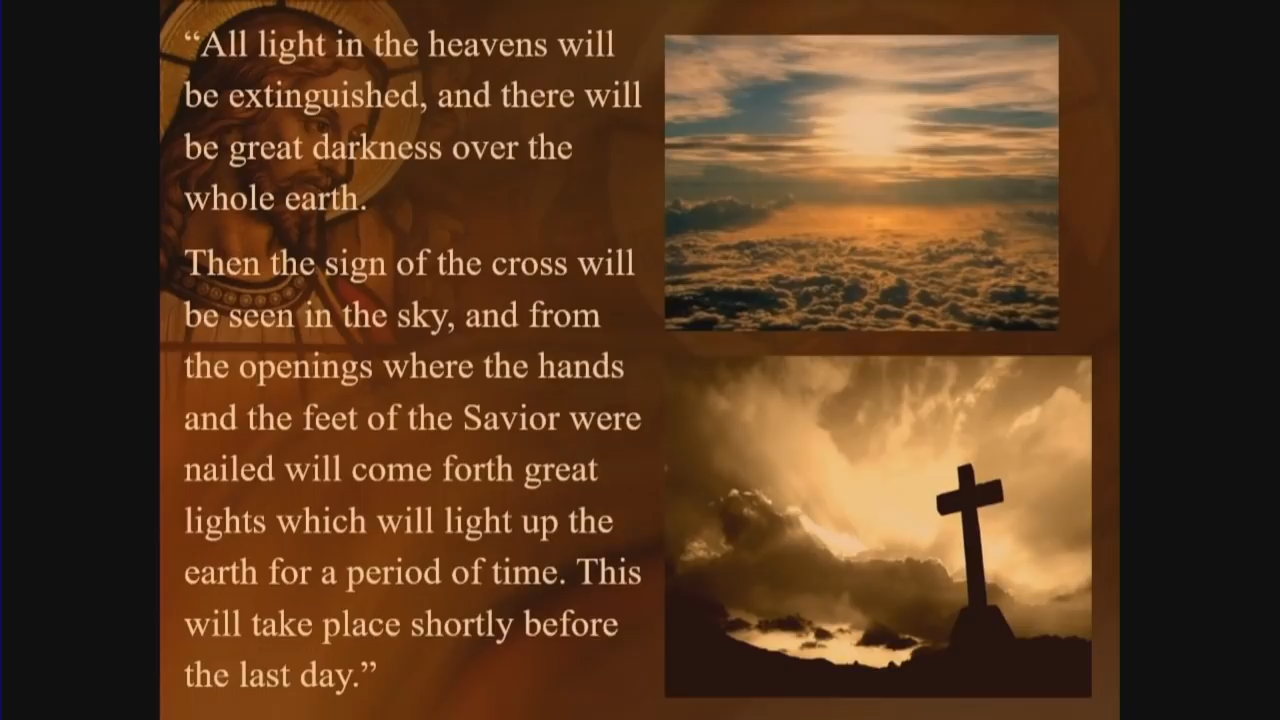 “All light in the heavens will
be extinguished, and there will
be great darkness over the
whole earth.
Then the sign of the cross will
be seen in the sky, and from
the openings where the hands
and the feet of the Savior were
nailed will come forth great
lights which will light up the
earth for a period of time. This
will take place shortly before
the last day.”